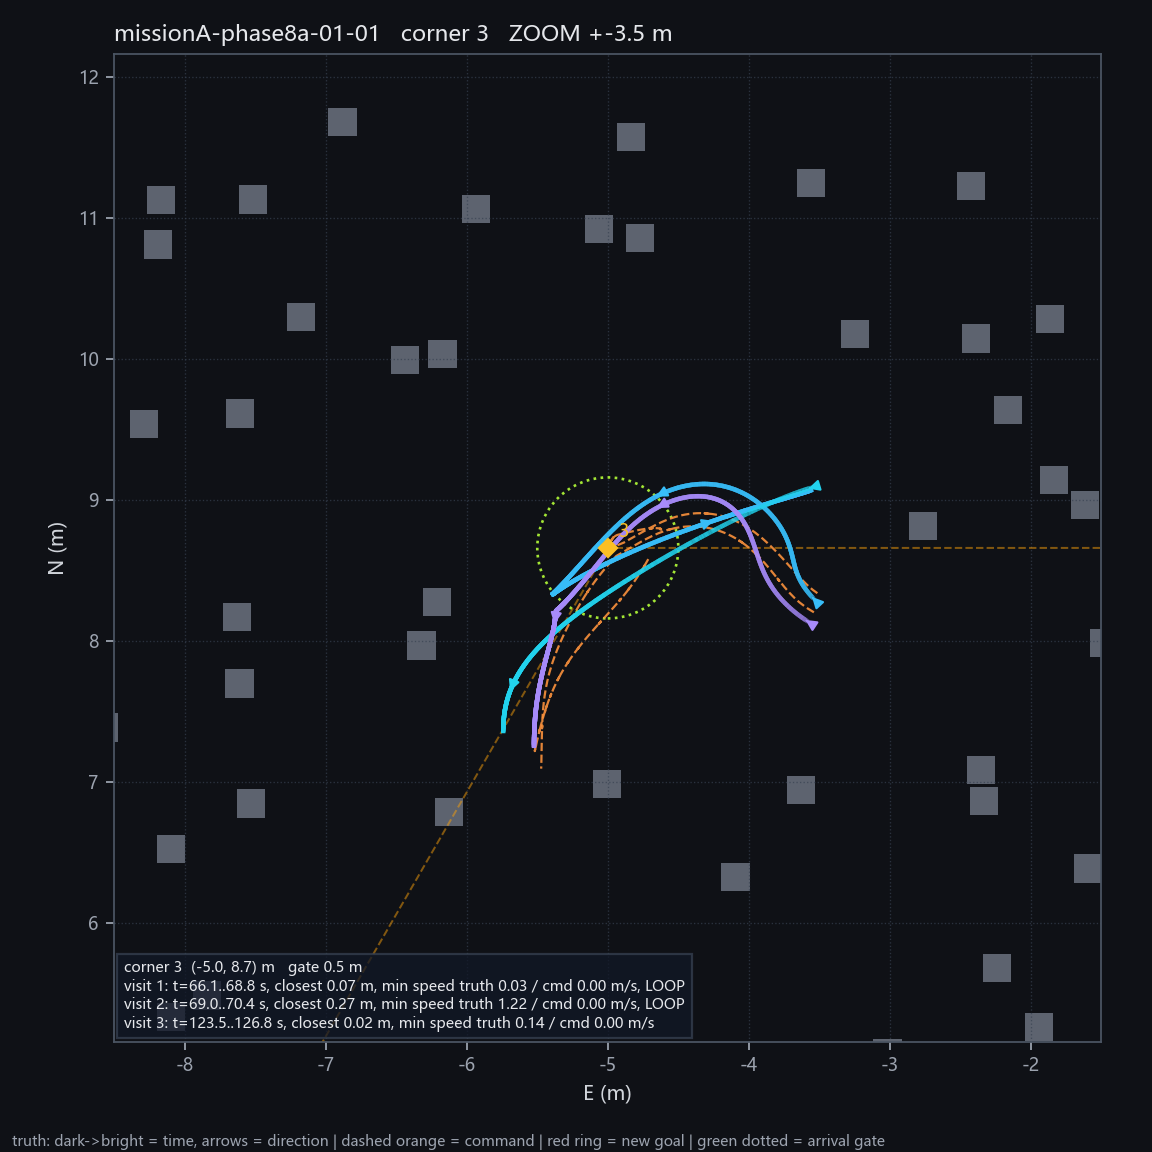 missionA-phase8a-01-01   corner 3   ZOOM +-3.5 m
12
11
10
9
8
7
6
N (m)
3
corner 3  (-5.0, 8.7) m   gate 0.5 m
visit 1: t=66.1..68.8 s, closest 0.07 m, min speed truth 0.03 / cmd 0.00 m/s, LOOP
visit 2: t=69.0..70.4 s, closest 0.27 m, min speed truth 1.22 / cmd 0.00 m/s, LOOP
visit 3: t=123.5..126.8 s, closest 0.02 m, min speed truth 0.14 / cmd 0.00 m/s
-8 -7 -6 -5 -4 -3 -2
E (m)
truth: dark->bright = time, arrows = direction | dashed orange = command | red ring = new goal | green dotted = arrival gate